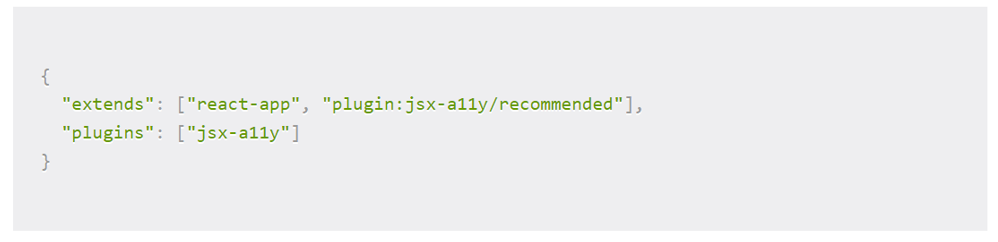 {
  "extends": ["react-app", "plugin:jsx-a11y/recommended"],
  "plugins": ["jsx-a11y"]
}